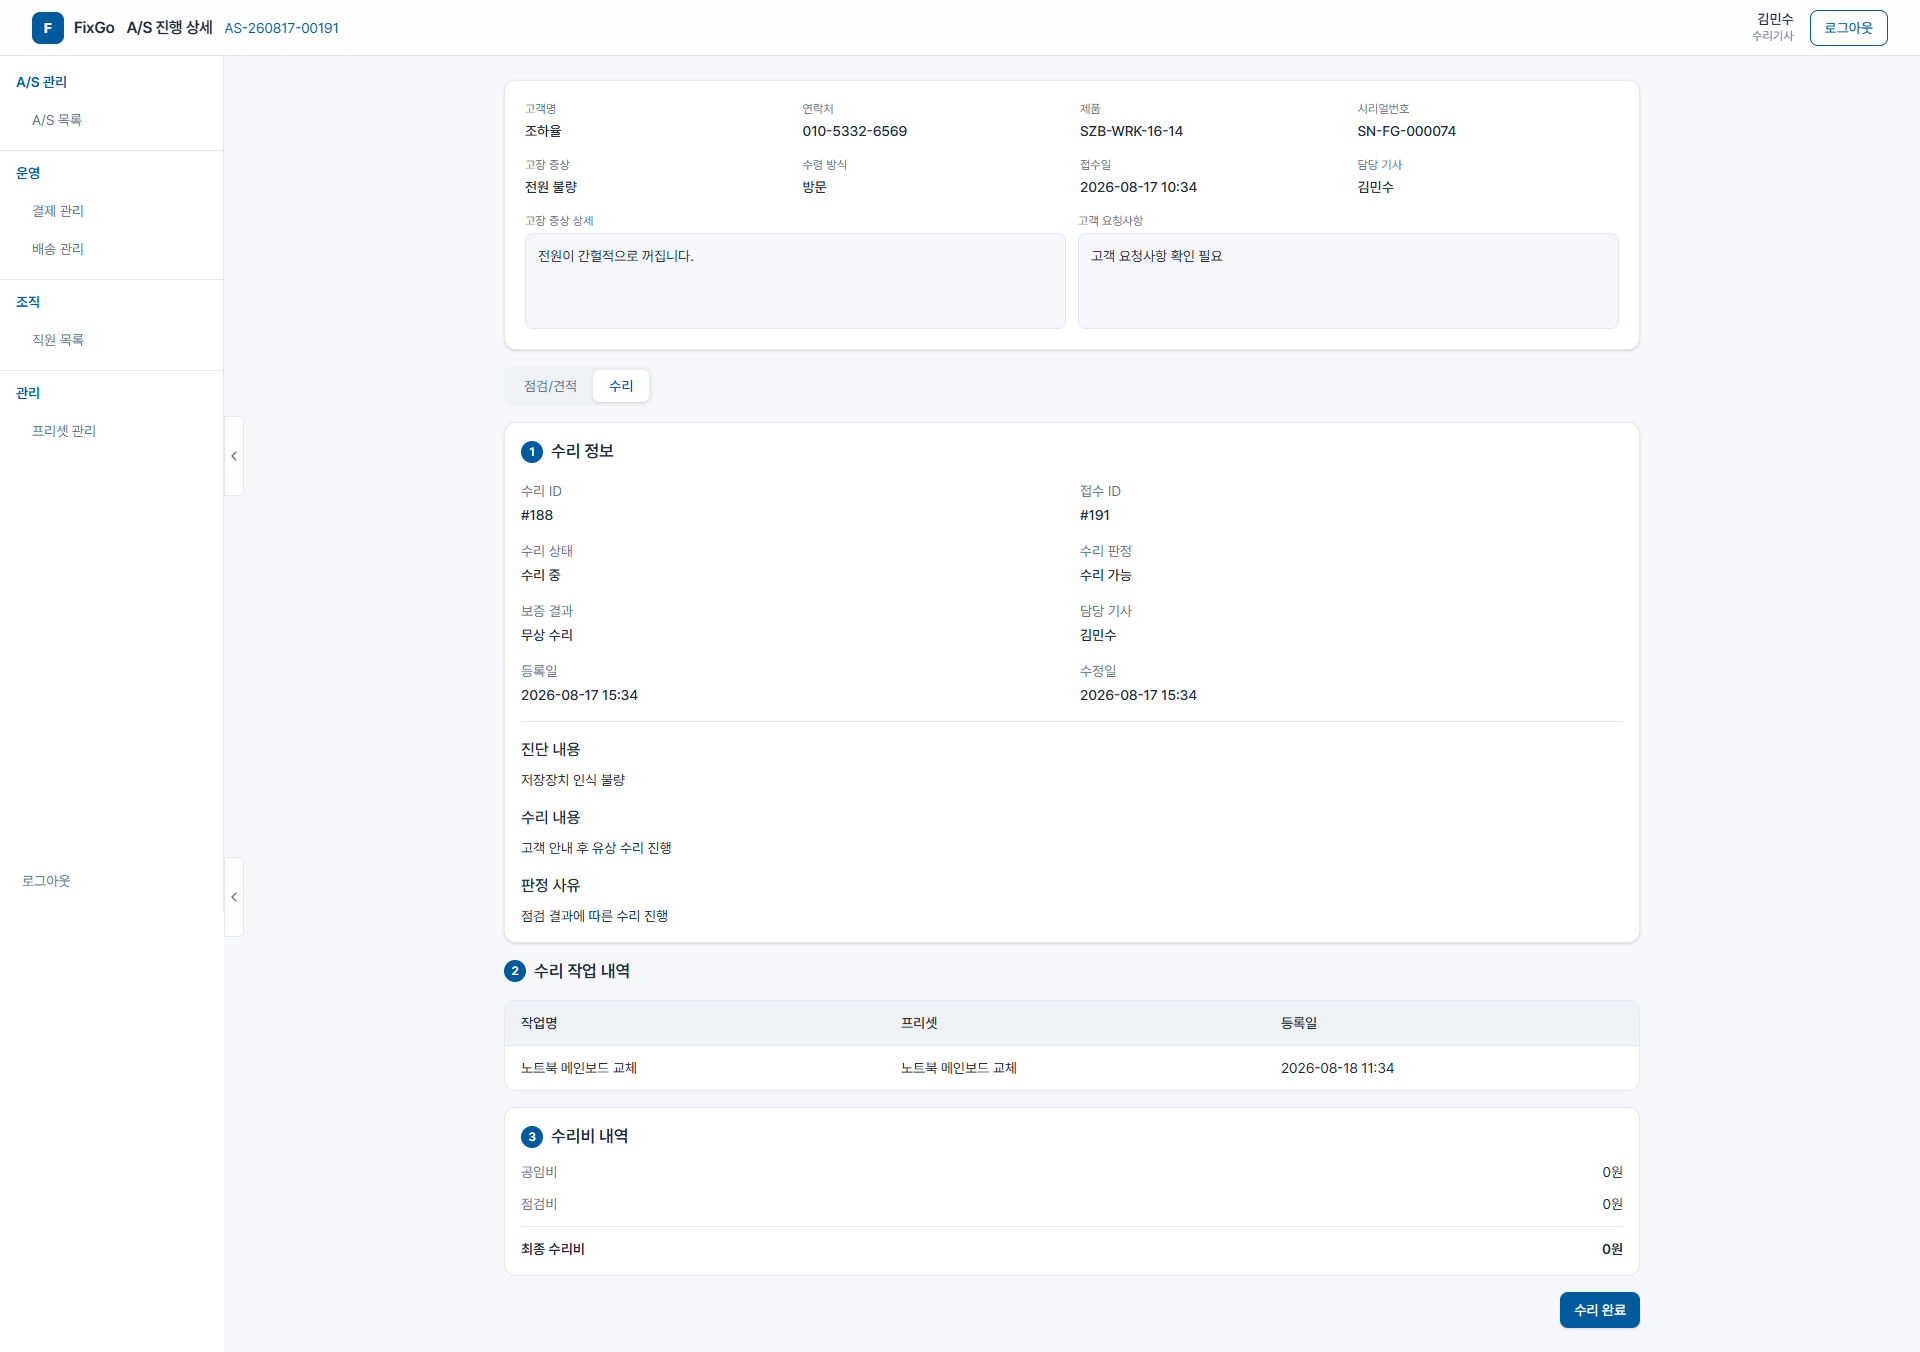 F FixGo A/S 진행 상세 AS-260817-00191
김민수
수리기사
로그아웃
A/S 관리
A/S 목록
운영
결제 관리
배송 관리
조직
직원 목록
관리
프리셋 관리
로그아웃
고객명 연락처 제품 시리얼번호
조하율 010-5332-6569 SZB-WRK-16-14 SN-FG-000074
고장 증상 수령 방식 접수일 담당 기사
전원 불량 방문 2026-08-17 10:34 김민수
고장 증상 상세 고객 요청사항
전원이 간헐적으로 꺼집니다. 고객 요청사항 확인 필요
점검/견적 수리
1 수리 정보
수리 ID 접수 ID
#188 #191
수리 상태 수리 판정
수리 중 수리 가능
보증 결과 담당 기사
무상 수리 김민수
등록일 수정일
2026-08-17 15:34 2026-08-17 15:34
진단 내용
저장장치 인식 불량
수리 내용
고객 안내 후 유상 수리 진행
판정 사유
점검 결과에 따른 수리 진행
2 수리 작업 내역
작업명 프리셋 등록일
노트북 메인보드 교체 노트북 메인보드 교체 2026-08-18 11:34
3 수리비 내역
공임비 0원
점검비 0원
최종 수리비 0원
수리 완료